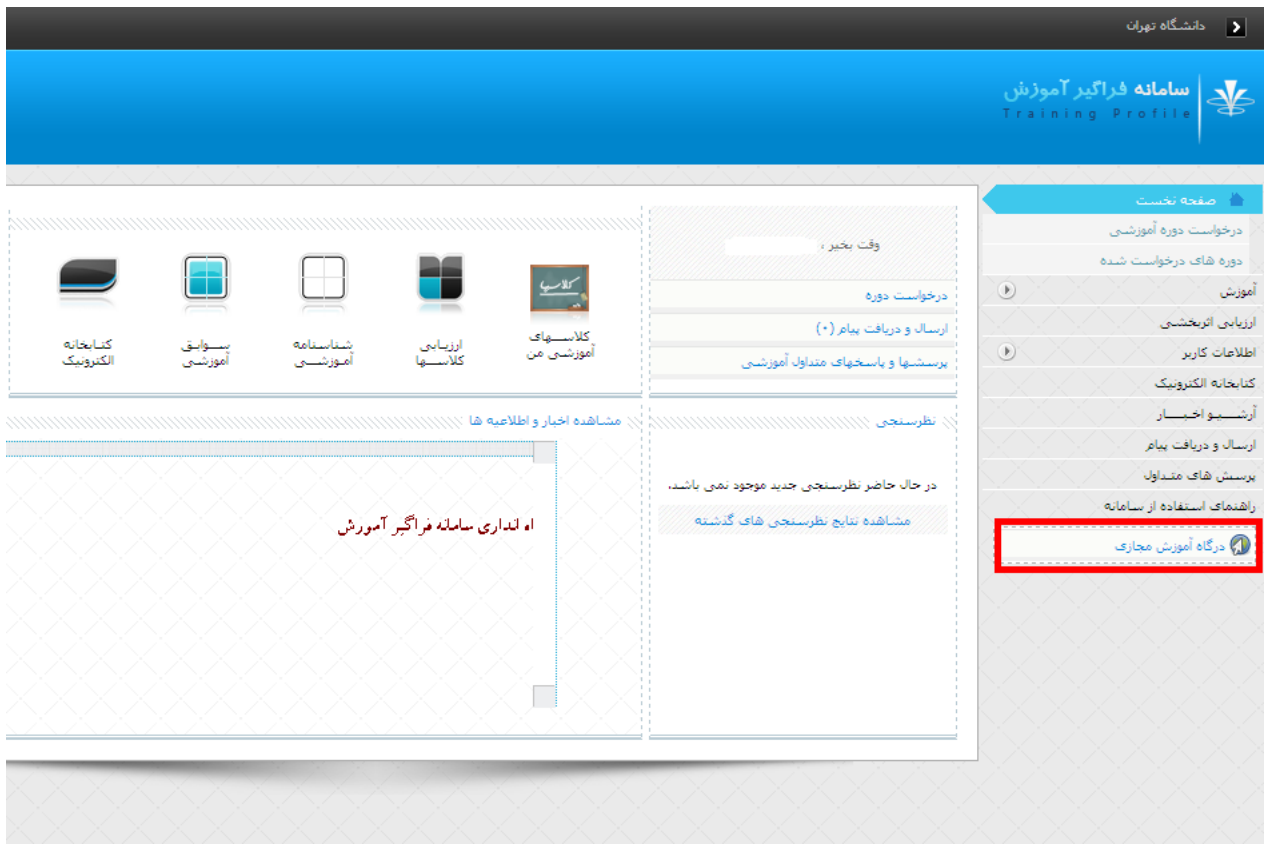 دانشگاه تهران
سامانه فراگیر آموزش
Training Profile
صفحه نخست
درخواست دوره آموزشی
دوره های درخواست شده
آموزش
ارزیابی اثربخشی
اطلاعات کاربر
کتابخانه الکترونیک
آرشیو اخبار
ارسال و دریافت پیام
پرسش های متداول
راهنمای استفاده از سامانه
درگاه آموزش مجازی
وقت بخیر ،
درخواست دوره
ارسال و دریافت پیام (۰)
پرسشها و پاسخهای متداول آموزشی
کلاسها
کلاسهای
آموزشی من
ارزیابی
کلاسها
شناسنامه
آموزشی
سوابق
آموزشی
کتابخانه
الکترونیک
نظرسنجی
در حال حاضر نظرسنجی جدید موجود نمی باشد.
مشاهده نتایج نظرسنجی های گذشته
مشاهده اخبار و اطلاعیه ها
اه اندازی سامانه فراگیر آموزش